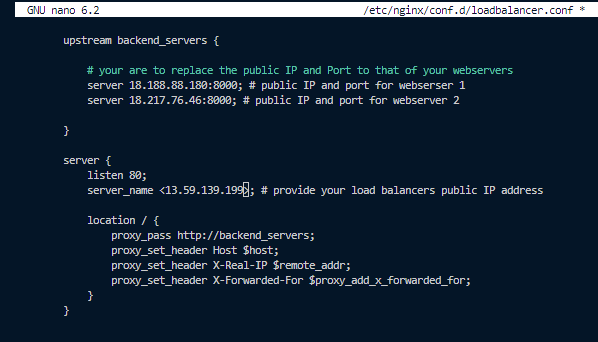 GNU nano 6.2 /etc/nginx/conf.d/loadbalancer.conf *
upstream backend_servers {
# your are to replace the public IP and Port to that of your webservers
server 18.188.88.180:8000; # public IP and port for webserser 1
server 18.217.76.46:8000; # public IP and port for webserver 2
}
server {
listen 80;
server_name <13.59.139.199>; # provide your load balancers public IP address
location / {
proxy_pass http://backend_servers;
proxy_set_header Host $host;
proxy_set_header X-Real-IP $remote_addr;
proxy_set_header X-Forwarded-For $proxy_add_x_forwarded_for;
}
}